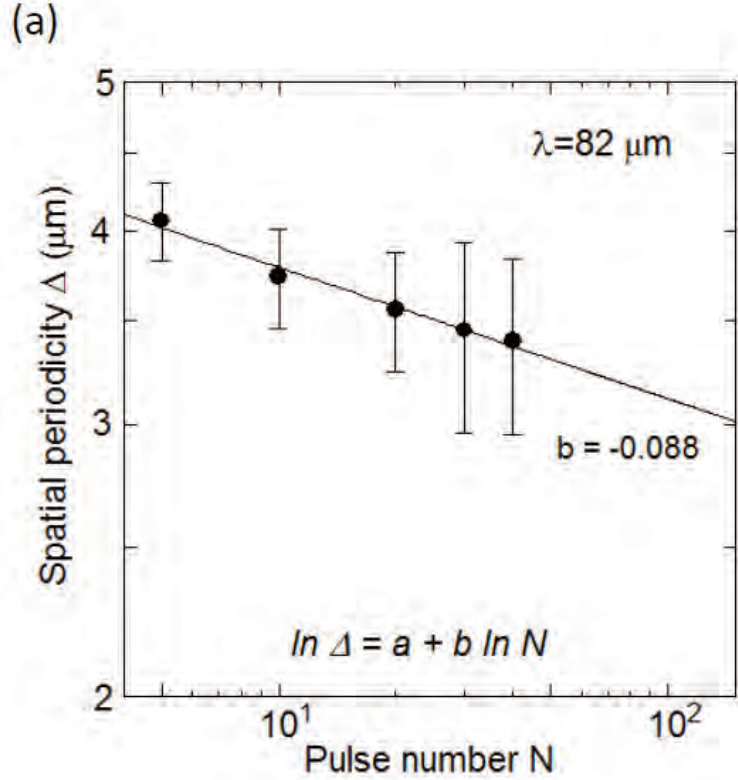 (a)
5
λ=82 μm
4
3
b = -0.088
2
ln Δ = a + b ln N
10¹
10²
Spatial periodicity Δ (μm)
Pulse number N